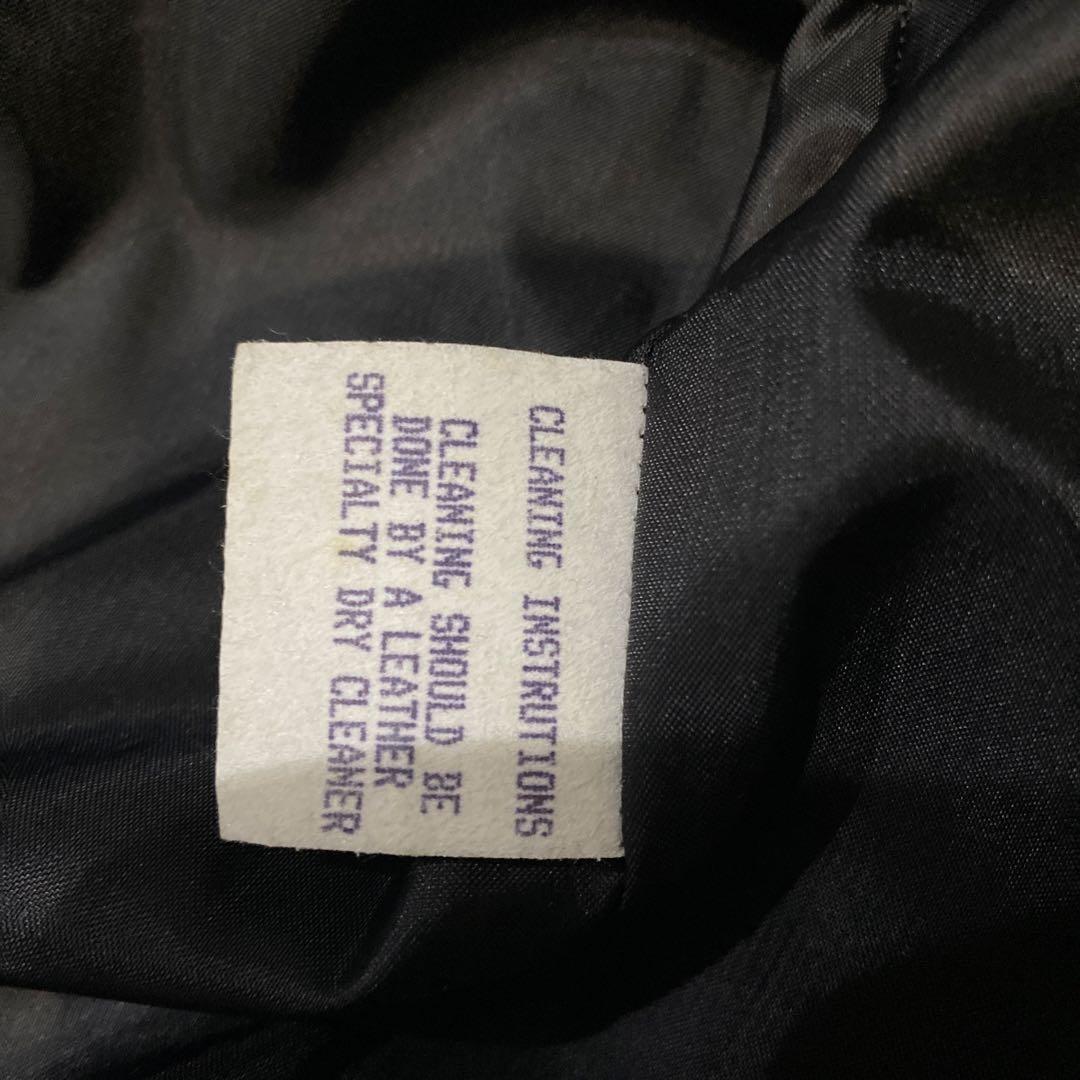 CLEANING INSTRUTIONS
CLEANING SHOULD BE
DONE BY A LEATHER
SPECIALTY DRY CLEANER